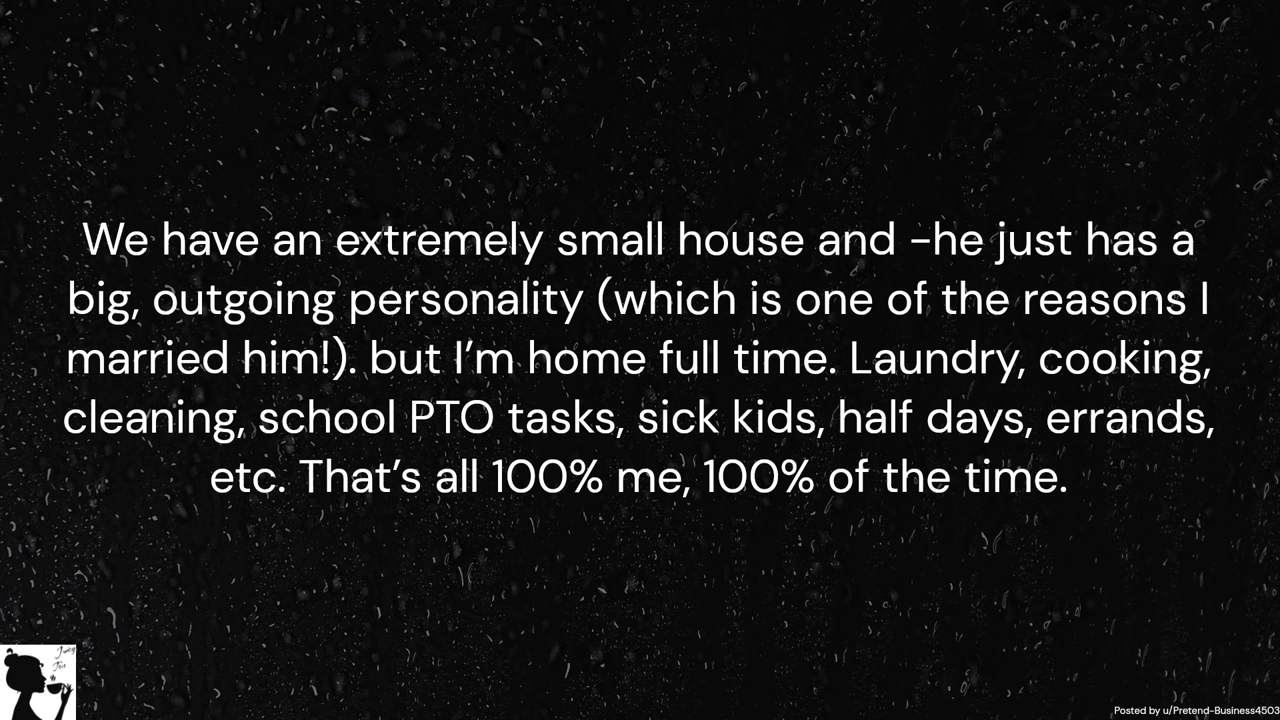 We have an extremely small house and -he just has a
big, outgoing personality (which is one of the reasons I
married him!). but I’m home full time. Laundry, cooking,
cleaning, school PTO tasks, sick kids, half days, errands,
etc. That’s all 100% me, 100% of the time.
Posted by u/Pretend-Business4503